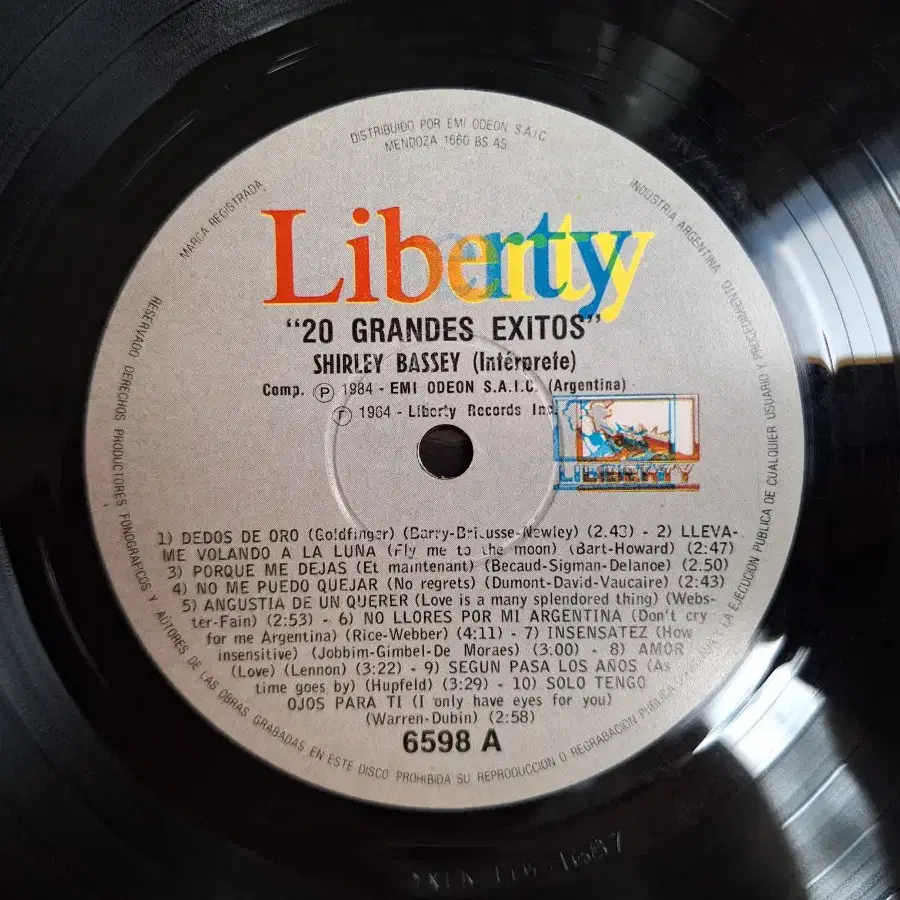 DISTRIBUIDO POR EMI ODEON S.A.I.C.
MENDOZA 1660 BS AS
MARCA REGISTRADA
INDUSTRIA ARGENTINA
Liberty
"20 GRANDES EXITOS"
SHIRLEY BASSEY (Intérprete)
Comp. Ⓟ 1984 - EMI ODEON S.A.I.C. (Argentina)
1964 - Liberty Records Inc.
LIBERTY
1) DEDOS DE ORO (Goldfinger) (Barry-Bricusse-Newley) (2.43) - 2) LLEVA-
ME VOLANDO A LA LUNA (Fly me to the moon) (Bart-Howard) (2:47)
3) PORQUE ME DEJAS (Et maintenant) (Becaud-Sigman-Delanoe) (2.50)
4) NO ME PUEDO QUEJAR (No regrets) (Dumont-David-Vaucaire) (2:43)
5) ANGUSTIA DE UN QUERER (Love is a many splendored thing) (Webs-
ter-Fain) (2:53) - 6) NO LLORES POR MI ARGENTINA (Don't cry
for me Argentina) (Rice-Webber) (4:11) - 7) INSENSATEZ (How
insensitive) (Jobbim-Gimbel-De Moraes) (3:00) - 8) AMOR
(Love) (Lennon) (3:22) - 9) SEGUN PASA LOS AÑOS (As
time goes by) (Hupfeld) (3:29) - 10) SOLO TENGO
OJOS PARA TI (I only have eyes for you)
(Warren-Dubin) (2:58)
6598 A
RESERVADO DERECHOS PRODUCTORES FONOGRAFICOS Y AUTORES DE LAS OBRAS GRABADAS EN ESTE DISCO PROHIBIDA SU REPRODUCCION O REGRABACION PUBLICA LA EJECUCION PUBLICA DE CUALQUIER USUARIO Y PROCEDIMIENTO